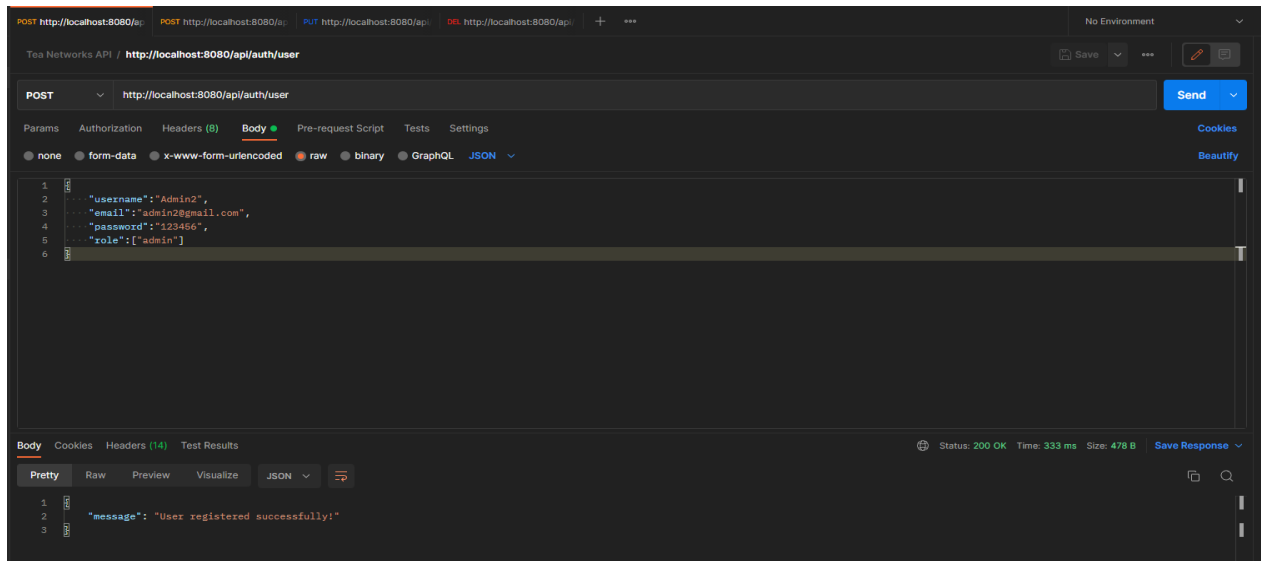 POST http://localhost:8080/ap POST http://localhost:8080/ap PUT http://localhost:8080/api/ DEL http://localhost:8080/api/ + ••• No Environment
Tea Networks API / http://localhost:8080/api/auth/user Save •••
POST http://localhost:8080/api/auth/user Send
Params Authorization Headers (8) Body Pre-request Script Tests Settings Cookies
none form-data x-www-form-urlencoded raw binary GraphQL JSON Beautify
1 {
2 "username":"Admin2",
3 "email":"admin2@gmail.com",
4 "password":"123456",
5 "role":["admin"]
6 }
Body Cookies Headers (14) Test Results Status: 200 OK Time: 333 ms Size: 478 B Save Response
Pretty Raw Preview Visualize JSON
1 {
2 "message": "User registered successfully!"
3 }